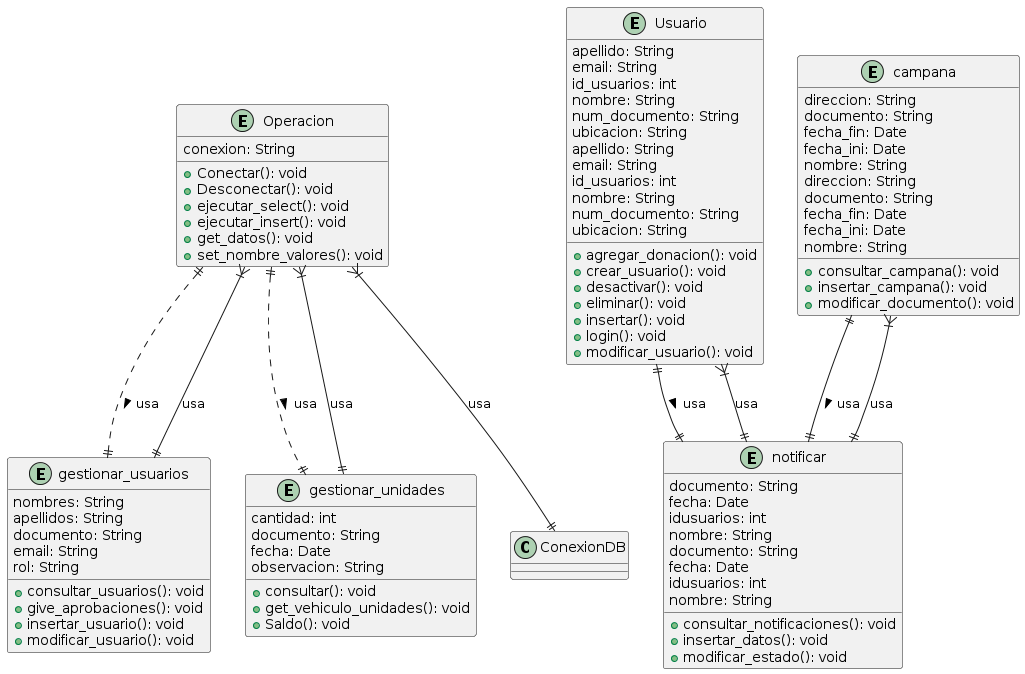 E Operacion
conexion: String
Conectar(): void
Desconectar(): void
ejecutar_select(): void
ejecutar_insert(): void
get_datos(): void
set_nombre_valores(): void
E Usuario
apellido: String
email: String
id_usuarios: int
nombre: String
num_documento: String
ubicacion: String
apellido: String
email: String
id_usuarios: int
nombre: String
num_documento: String
ubicacion: String
agregar_donacion(): void
crear_usuario(): void
desactivar(): void
eliminar(): void
insertar(): void
login(): void
modificar_usuario(): void
E campana
direccion: String
documento: String
fecha_fin: Date
fecha_ini: Date
nombre: String
direccion: String
documento: String
fecha_fin: Date
fecha_ini: Date
nombre: String
consultar_campana(): void
insertar_campana(): void
modificar_documento(): void
usa
usa
usa
usa
usa
usa
usa
usa
usa
E gestionar_usuarios
nombres: String
apellidos: String
documento: String
email: String
rol: String
consultar_usuarios(): void
give_aprobaciones(): void
insertar_usuario(): void
modificar_usuario(): void
E gestionar_unidades
cantidad: int
documento: String
fecha: Date
observacion: String
consultar(): void
get_vehiculo_unidades(): void
Saldo(): void
C ConexionDB
E notificar
documento: String
fecha: Date
idusuarios: int
nombre: String
documento: String
fecha: Date
idusuarios: int
nombre: String
consultar_notificaciones(): void
insertar_datos(): void
modificar_estado(): void